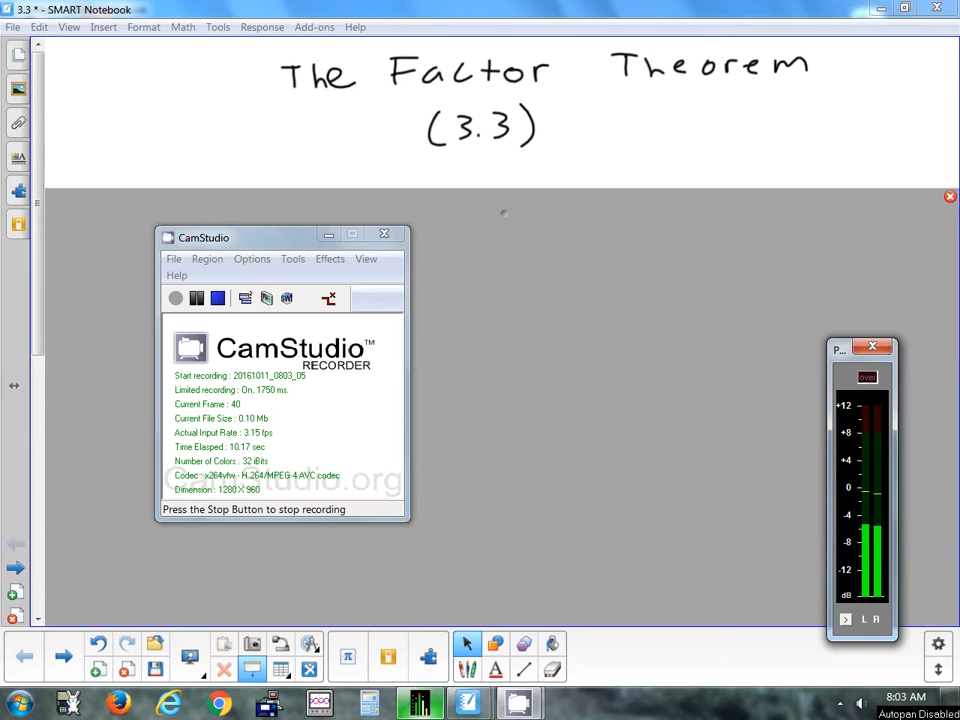 3.3 * - SMART Notebook
File Edit View Insert Format Math Tools Response Add-ons Help
The Factor Theorem
(3.3)
CamStudio
File Region Options Tools Effects View
Help
CamStudio™
RECORDER
Start recording : 20161011_0803_05
Limited recording : On, 1750 ms.
Current Frame : 40
Current File Size : 0.10 Mb
Actual Input Rate : 3.15 fps
Time Elasped : 10.17 sec
Number of Colors : 32 iBits
Codec : x264vfw - H.264/MPEG-4 AVC codec
Dimension : 1280 X 960
CamStudio.org
Press the Stop Button to stop recording
P...
over
+12
+8
+4
0
-4
-8
-12
dB L R
π
A
8:03 AM
Autopan Disabled